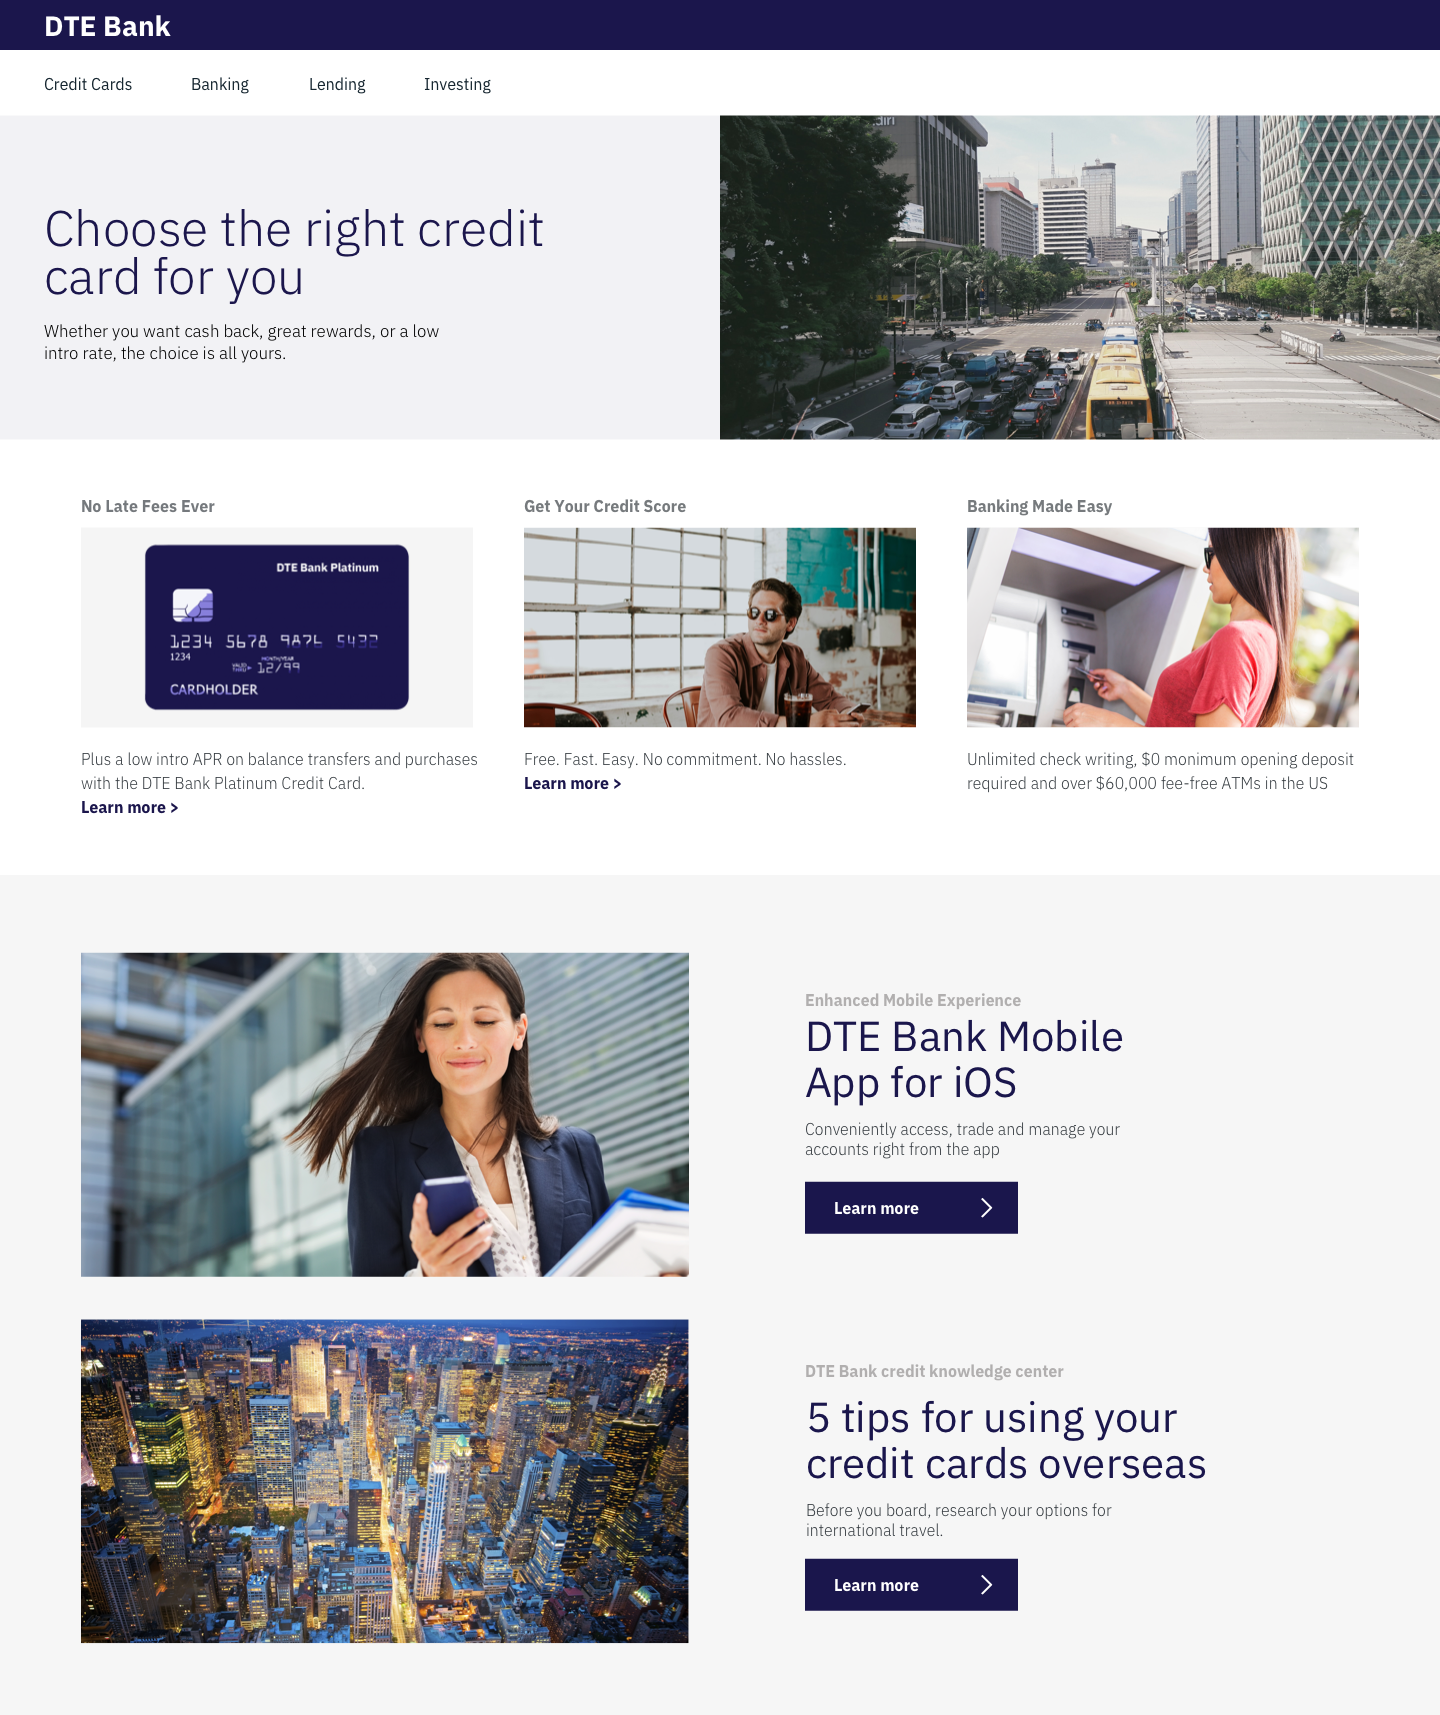 DTE Bank
Credit Cards
Banking
Lending
Investing
Choose the right credit
card for you
Whether you want cash back, great rewards, or a low
intro rate, the choice is all yours.
No Late Fees Ever
DTE Bank Platinum
1234 5678 9876 5432
1234
MONTH/YEAR
VALID THRU
12/99
CARDHOLDER
Plus a low intro APR on balance transfers and purchases
with the DTE Bank Platinum Credit Card.
Learn more >
Get Your Credit Score
Free. Fast. Easy. No commitment. No hassles.
Learn more >
Banking Made Easy
Unlimited check writing, $0 monimum opening deposit
required and over $60,000 fee-free ATMs in the US
Enhanced Mobile Experience
DTE Bank Mobile
App for iOS
Conveniently access, trade and manage your
accounts right from the app
Learn more
DTE Bank credit knowledge center
5 tips for using your
credit cards overseas
Before you board, research your options for
international travel.
Learn more